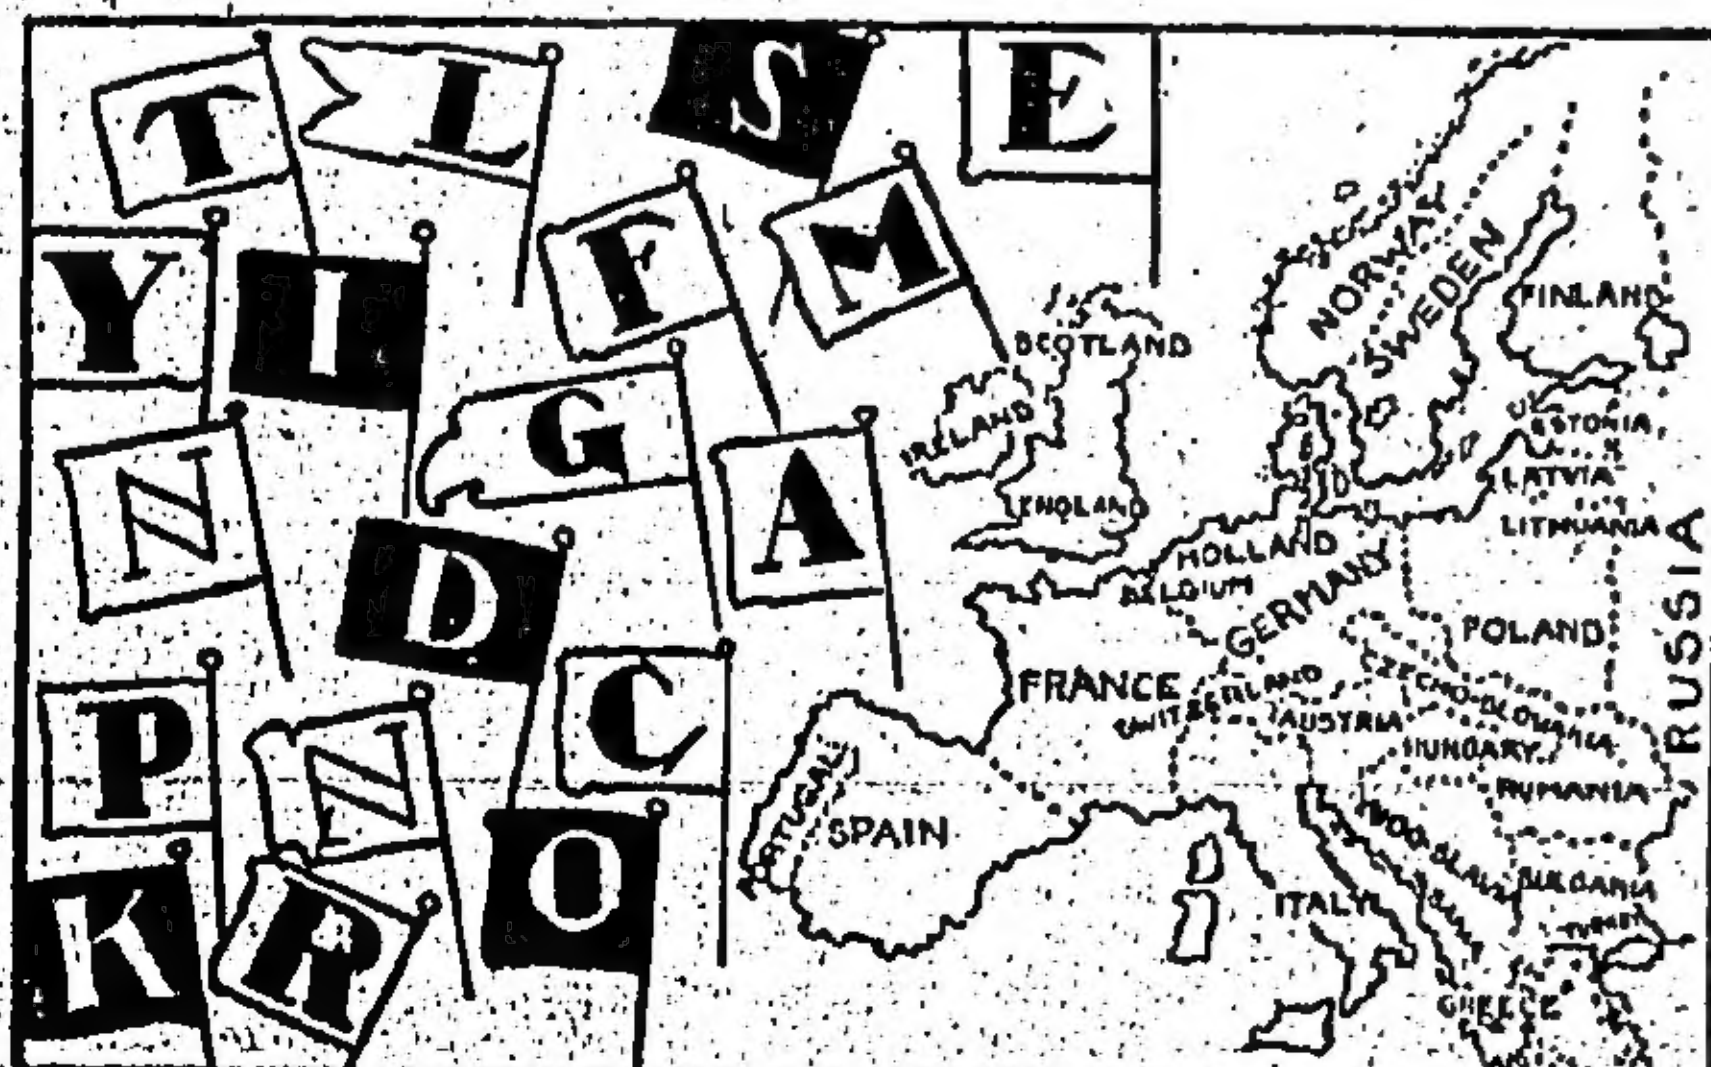 T L S E
F M
Y I
G
N A
D
C
P N
O
K R
NORWAY
SWEDEN
FINLAND
SCOTLAND
IRELAND
ENGLAND
ESTONIA
LATVIA
LITHUANIA
HOLLAND
BELGIUM
GERMANY
POLAND
RUSSIA
FRANCE
SWITZERLAND
CZECHO-SLOVAKIA
AUSTRIA
HUNGARY
RUMANIA
PORTUGAL
SPAIN
ITALY
BULGARIA
TURKEY
GREECE